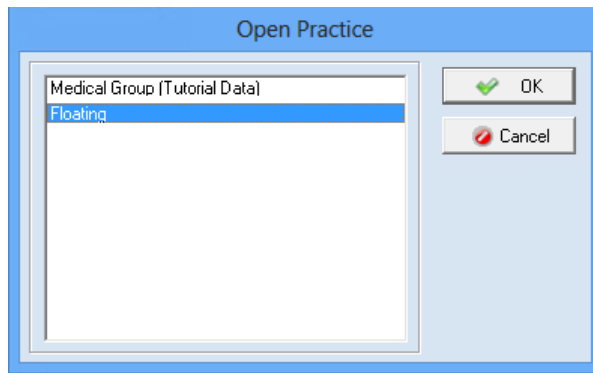 Open Practice
Medical Group (Tutorial Data)
Floating
OK
Cancel